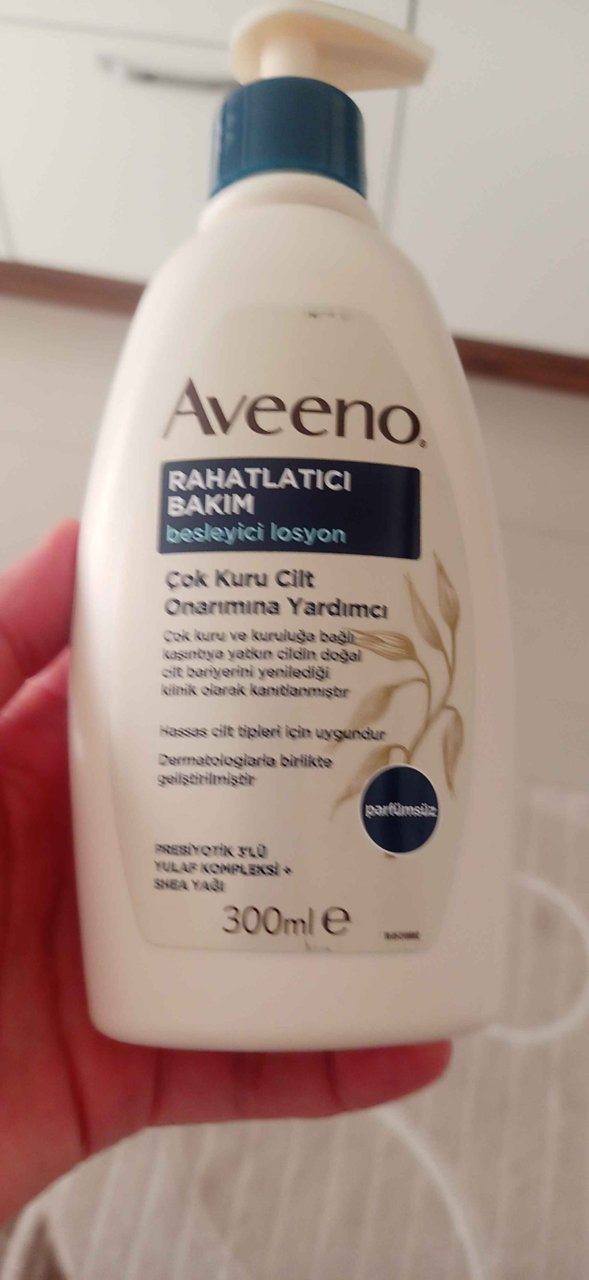 Aveeno
RAHATLATICI
BAKIM
besleyici losyon
Çok Kuru Cilt
Onarımına Yardımcı
Çok kuru ve kuruluğa bağlı
kaşıntıya yatkın cildin doğal
cilt bariyerini yenilediği
klinik olarak kanıtlanmıştır
Hassas cilt tipleri için uygundur
Dermatologlarla birlikte
geliştirilmiştir
parfümsüz
PREBİYOTİK 3'LÜ
YULAF KOMPLEKSİ +
SHEA YAĞI
300ml e